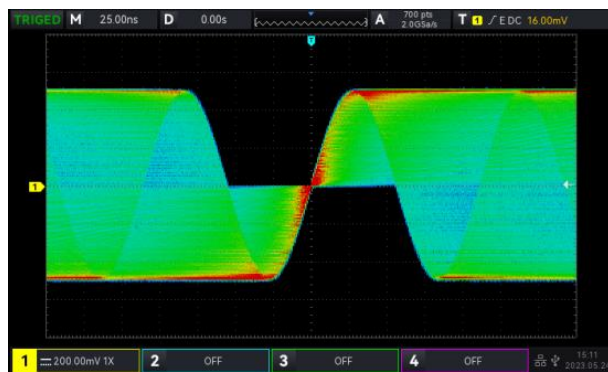 TRIGED M 25.00ns D 0.00s A 700 pts 2.0GSa/s T 1 E DC 16.00mV
T
1
1 200.00mV 1X 2 OFF 3 OFF 4 OFF 15:11
2023.05.24